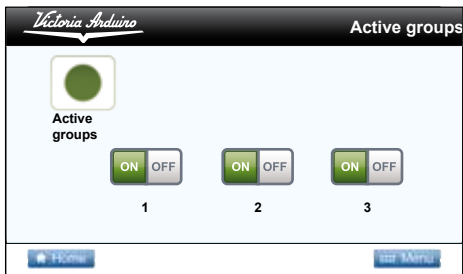 Victoria Arduino
Active groups
Active
groups
ON OFF ON OFF ON OFF
1 2 3
Home Menu